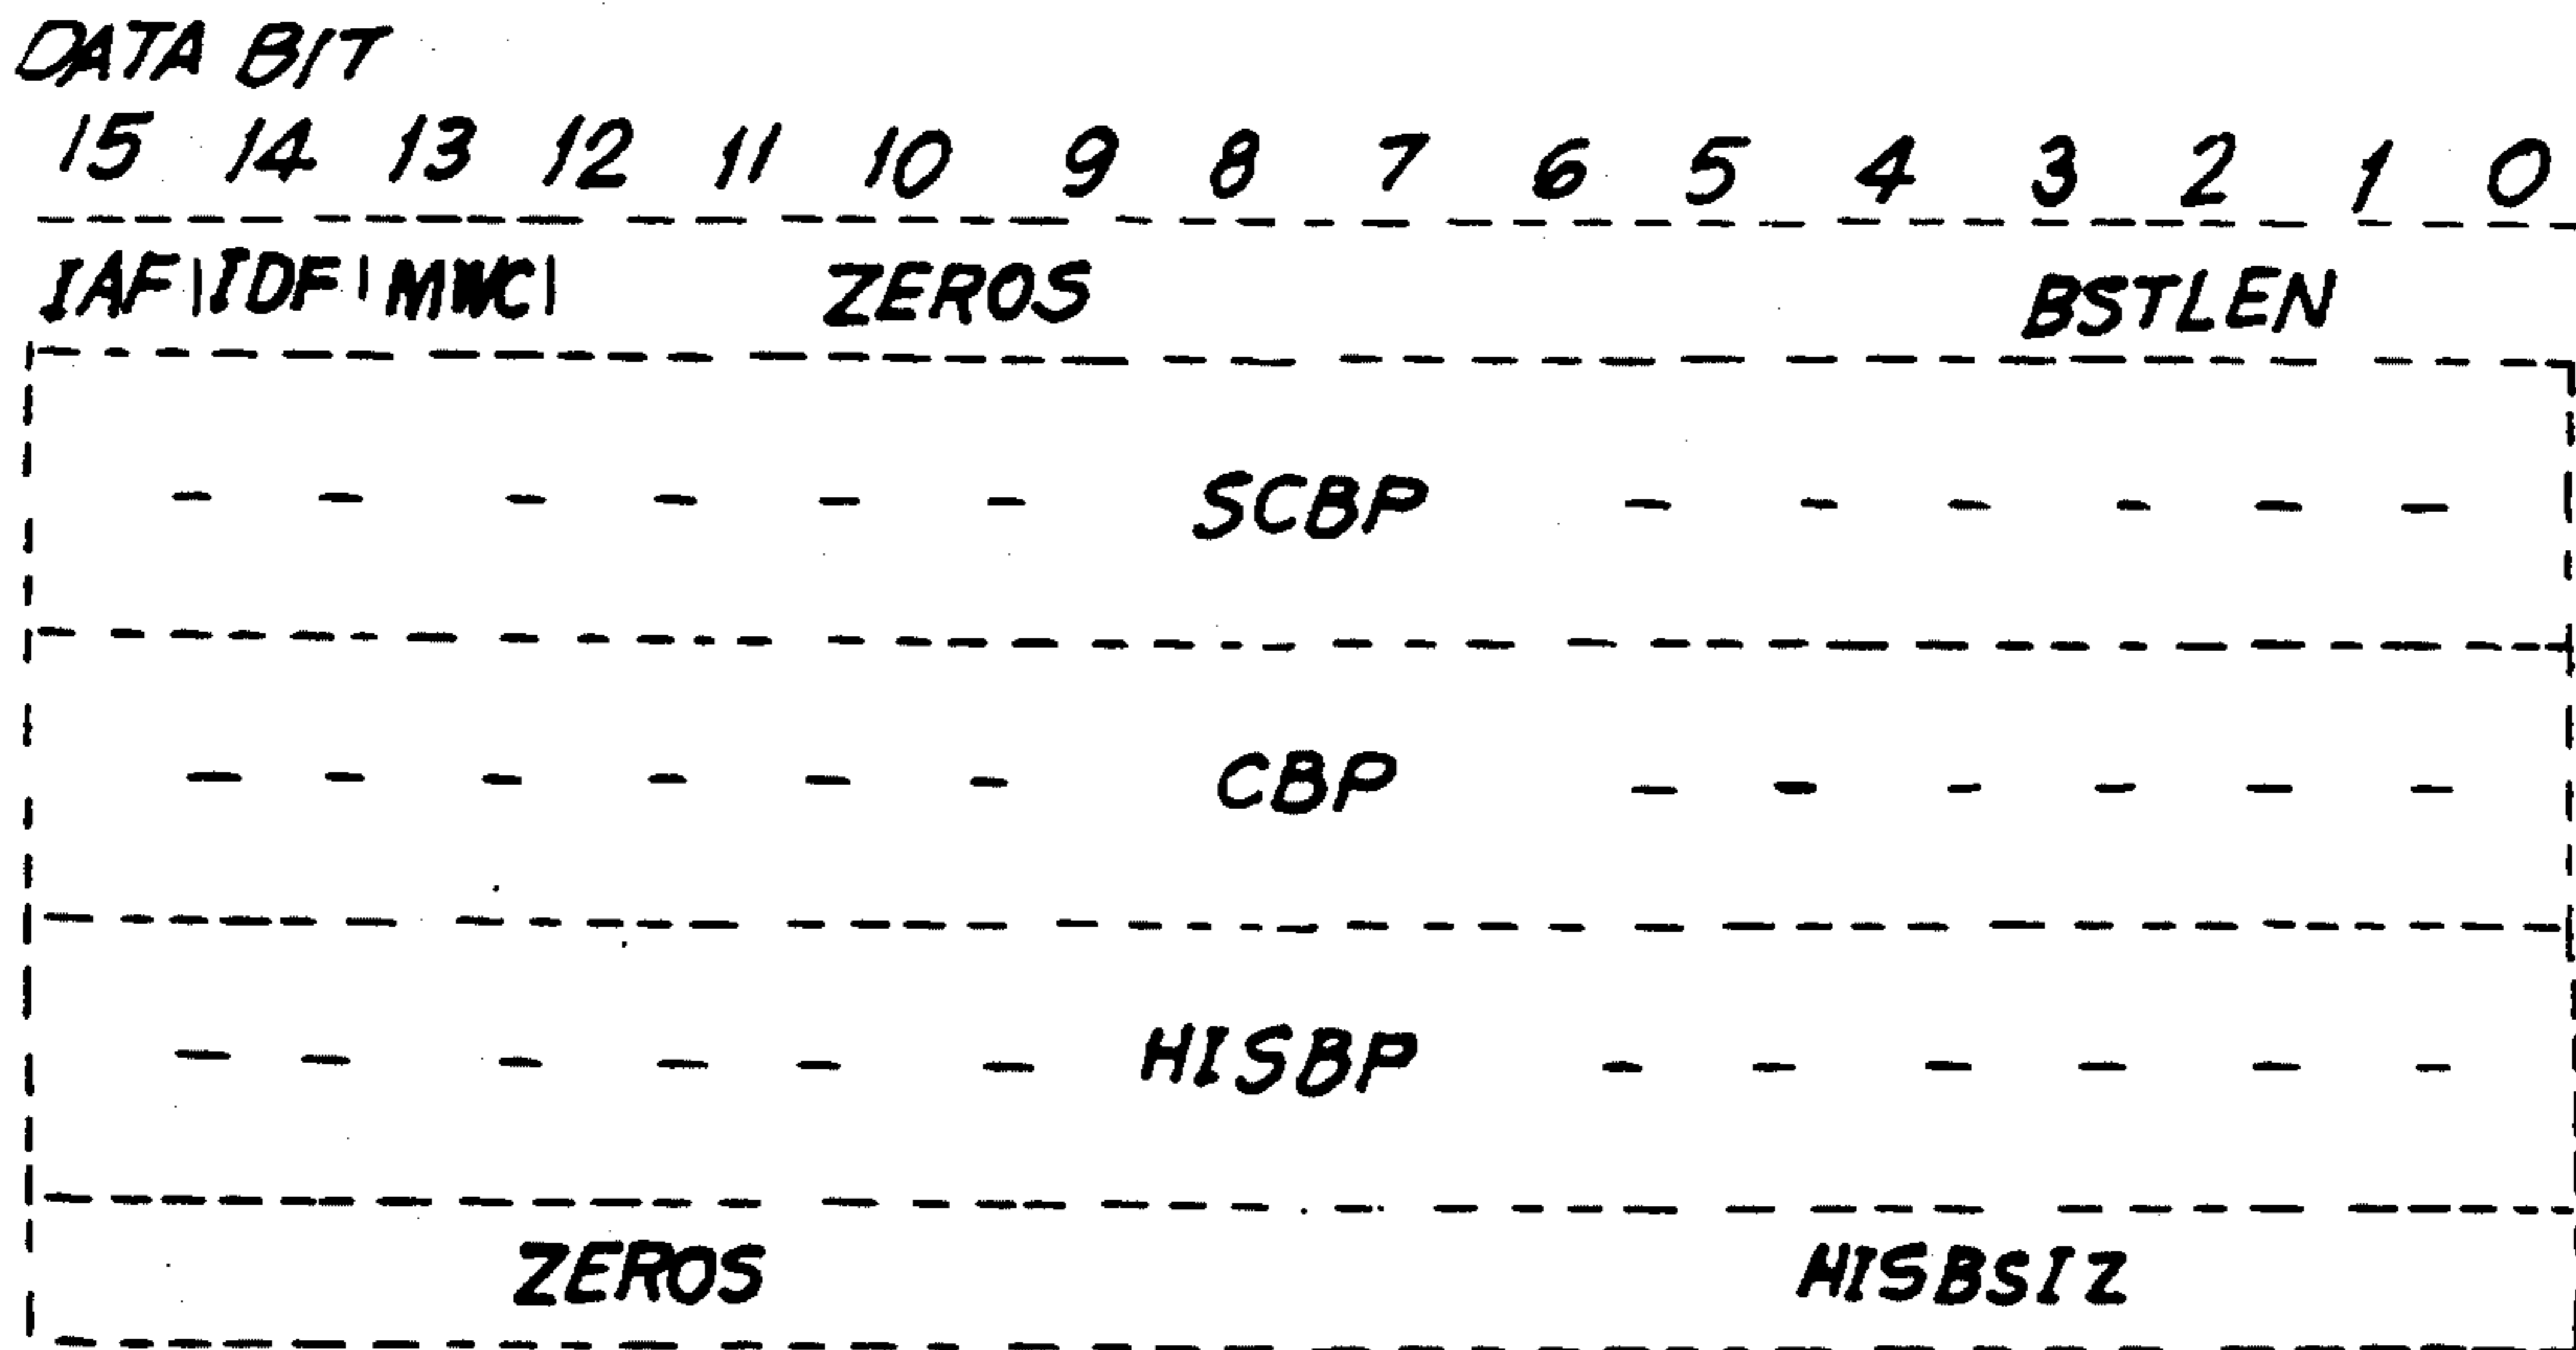 DATA BIT
15 14 13 12 11 10 9 8 7 6 5 4 3 2 1 0
IAF|IDF|MWC| ZEROS BSTLEN
SCBP
CBP
HISBP
ZEROS HISBSIZ